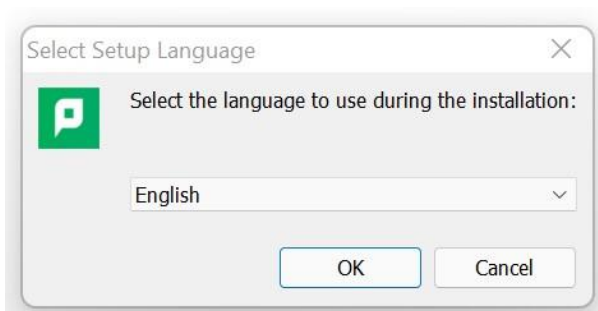 Select Setup Language
Select the language to use during the installation:
English
OK
Cancel